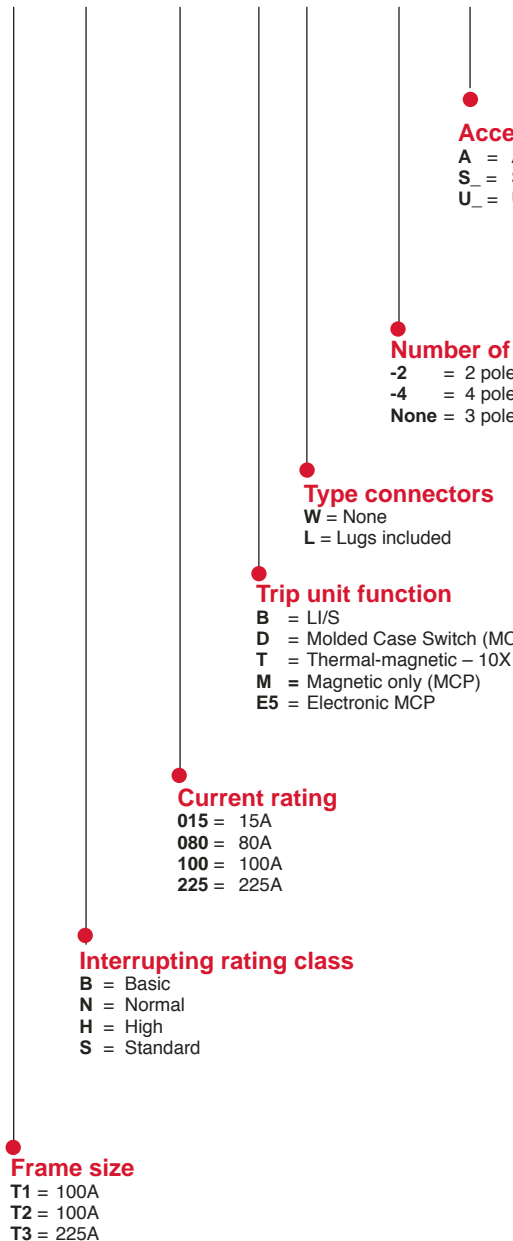 Acce
A =
S_ =
U_ =
Number of
-2 = 2 pole
-4 = 4 pole
None = 3 pole
Type connectors
W = None
L = Lugs included
Trip unit function
B = LI/S
D = Molded Case Switch (MC
T = Thermal-magnetic – 10X
M = Magnetic only (MCP)
E5 = Electronic MCP
Current rating
015 = 15A
080 = 80A
100 = 100A
225 = 225A
Interrupting rating class
B = Basic
N = Normal
H = High
S = Standard
Frame size
T1 = 100A
T2 = 100A
T3 = 225A